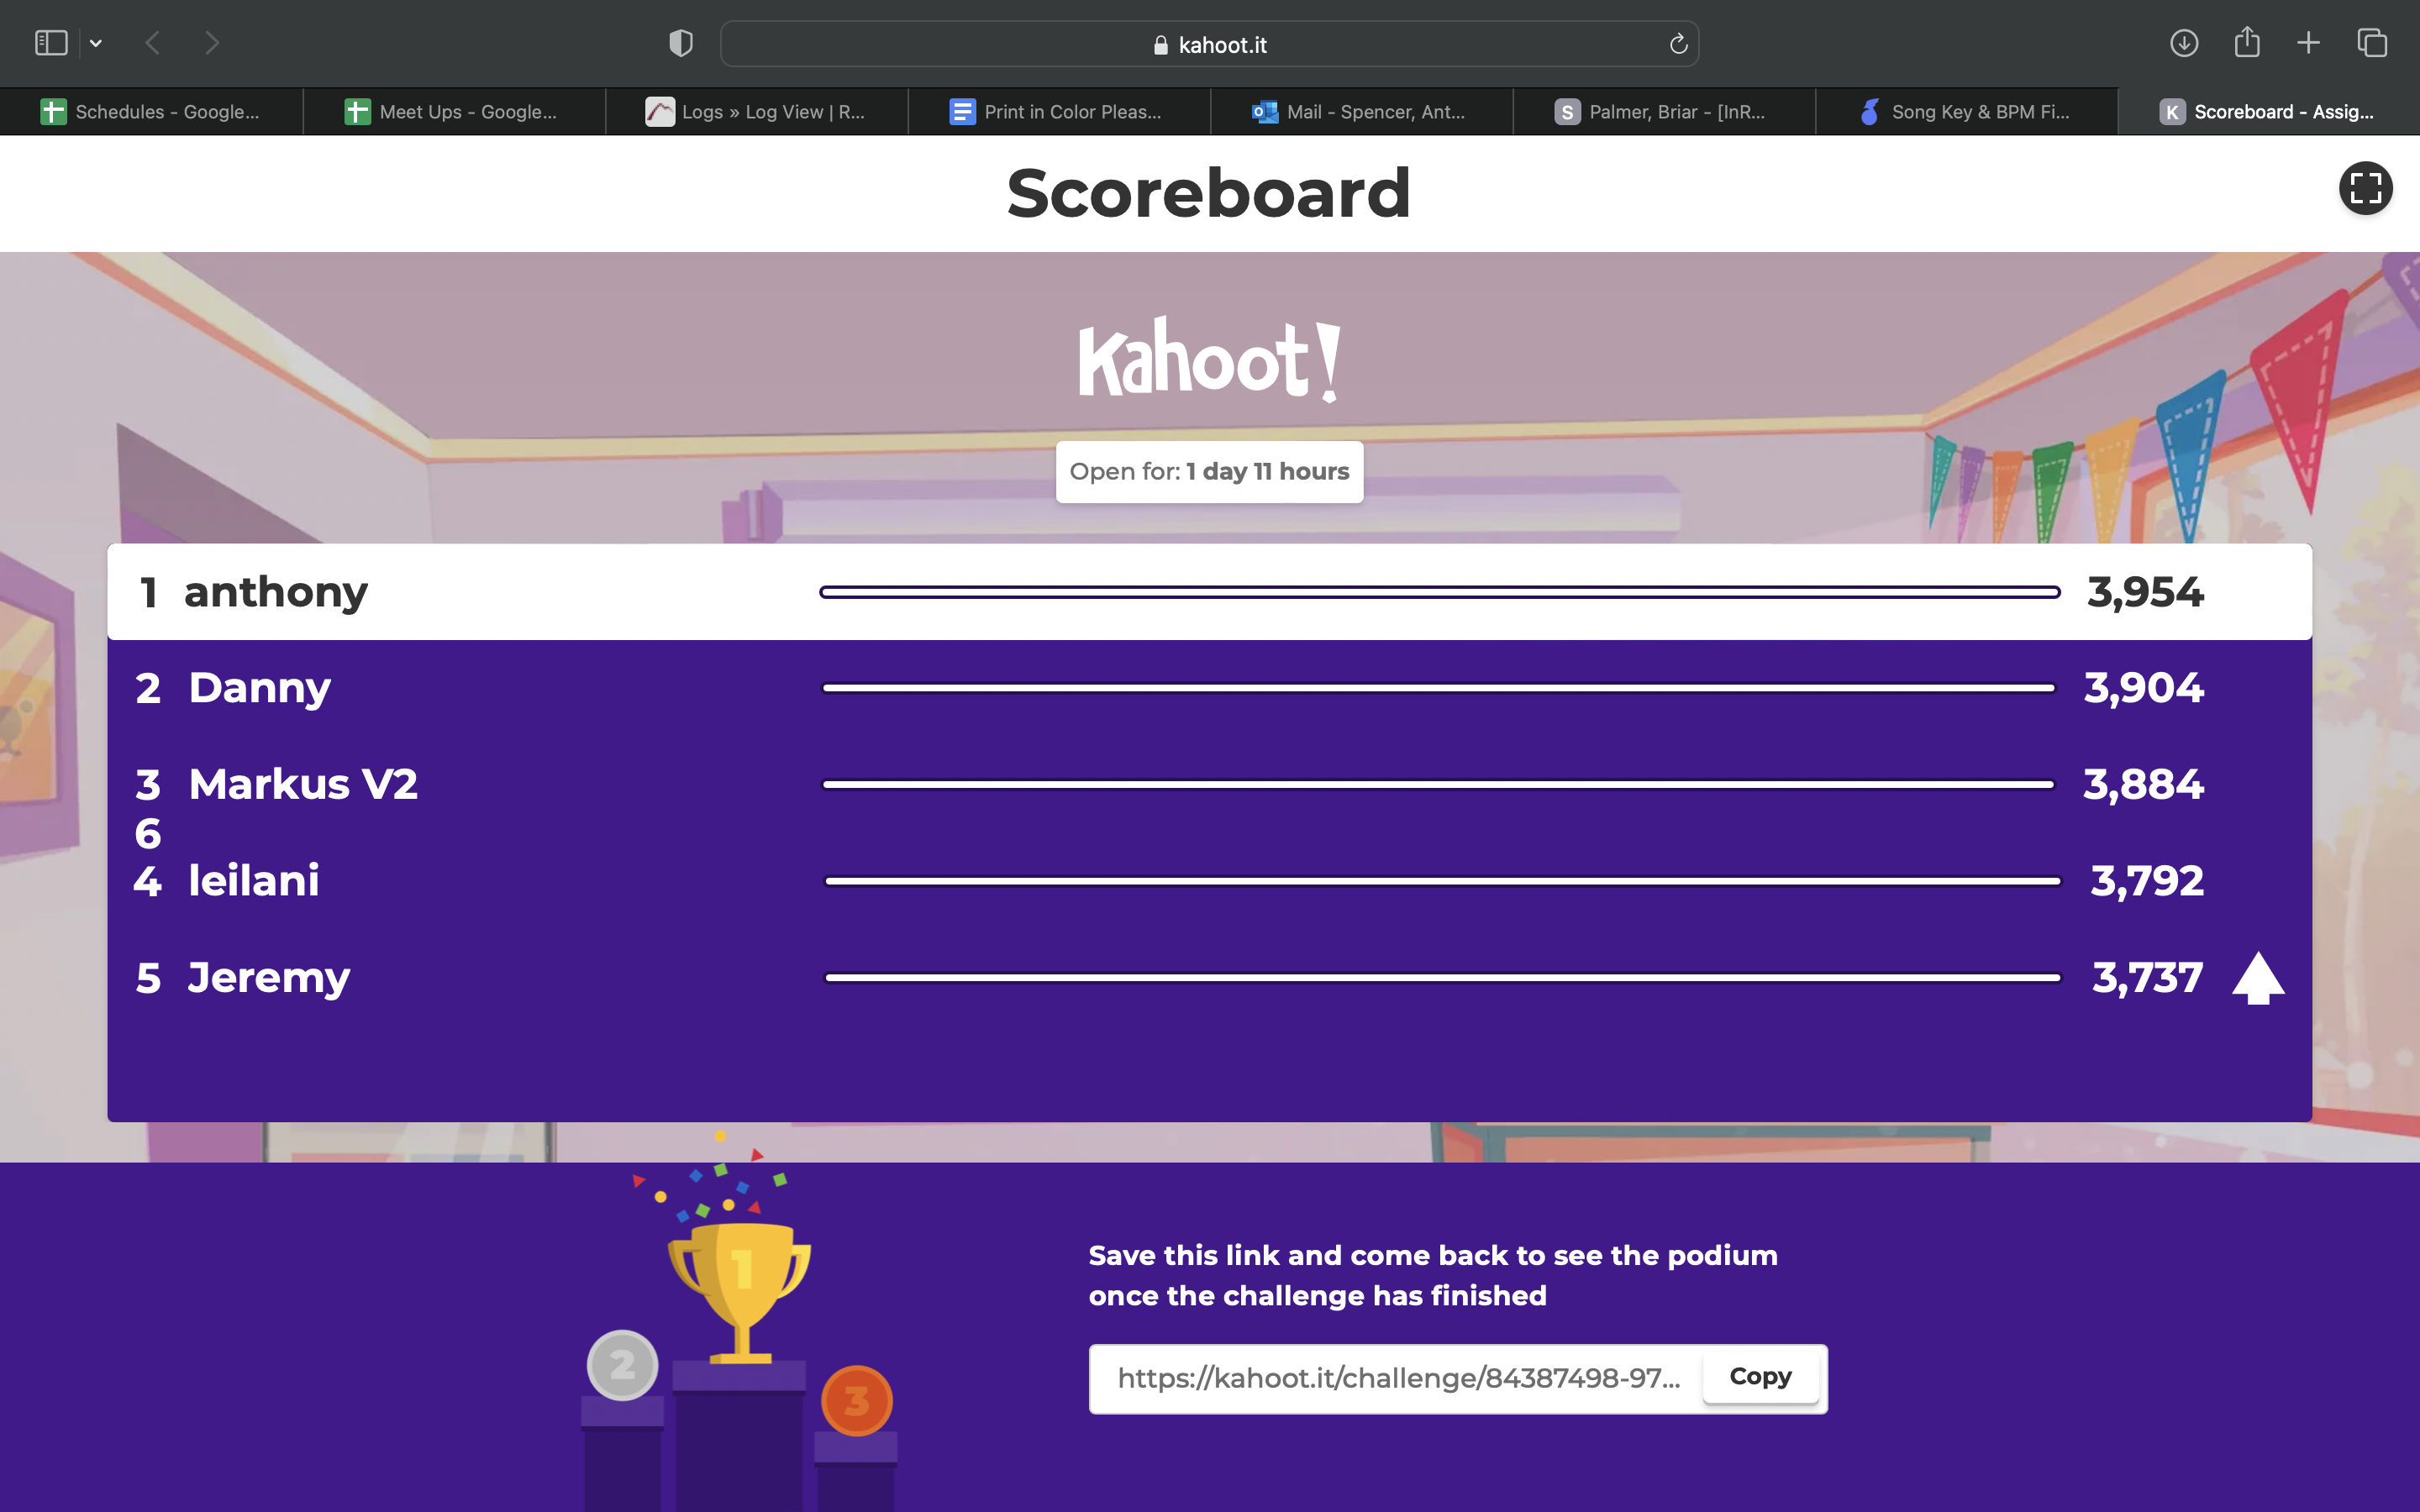 kahoot.it
Schedules - Google...
Meet Ups - Google...
Logs » Log View | R...
Print in Color Pleas...
Mail - Spencer, Ant...
S
Palmer, Briar - [InR...
Song Key & BPM Fi...
K
Scoreboard - Assig...
Scoreboard
Kahoot!
Open for: 1 day 11 hours
1 anthony 3,954
2 Danny 3,904
3 Markus V2 3,884
6
4 leilani 3,792
5 Jeremy 3,737
1
2
3
Save this link and come back to see the podium
once the challenge has finished
https://kahoot.it/challenge/84387498-97... Copy